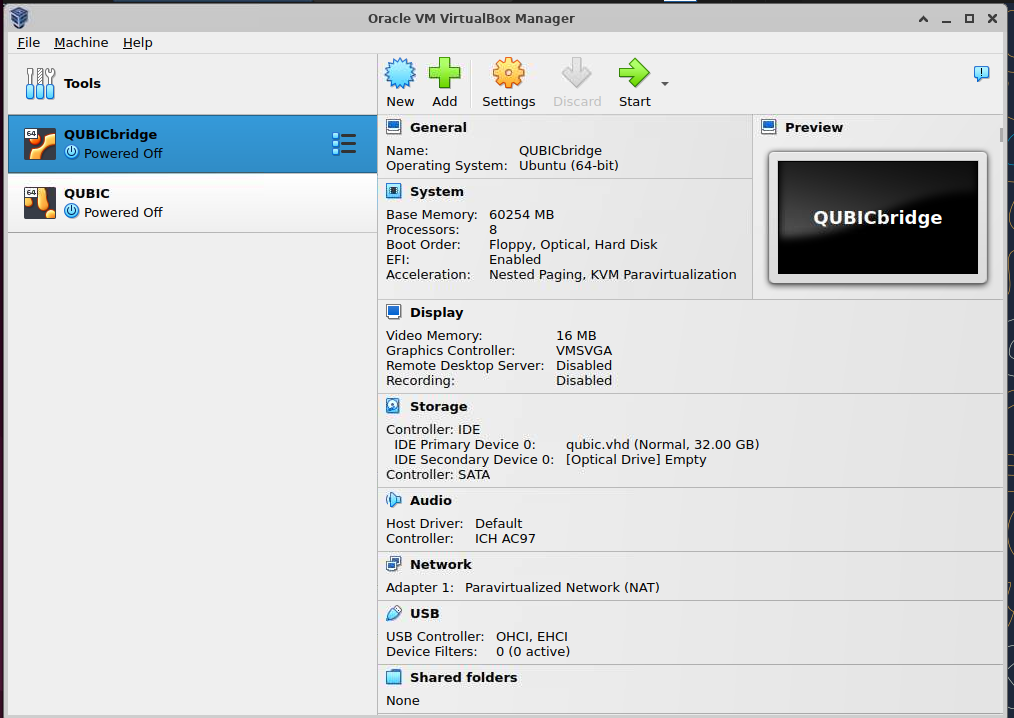 Oracle VM VirtualBox Manager
File Machine Help
Tools
New Add Settings Discard Start
64
QUBICbridge
Powered Off
64
QUBIC
Powered Off
General
Name: QUBICbridge
Operating System: Ubuntu (64-bit)
Preview
QUBICbridge
System
Base Memory: 60254 MB
Processors: 8
Boot Order: Floppy, Optical, Hard Disk
EFI: Enabled
Acceleration: Nested Paging, KVM Paravirtualization
Display
Video Memory: 16 MB
Graphics Controller: VMSVGA
Remote Desktop Server: Disabled
Recording: Disabled
Storage
Controller: IDE
IDE Primary Device 0: qubic.vhd (Normal, 32.00 GB)
IDE Secondary Device 0: [Optical Drive] Empty
Controller: SATA
Audio
Host Driver: Default
Controller: ICH AC97
Network
Adapter 1: Paravirtualized Network (NAT)
USB
USB Controller: OHCI, EHCI
Device Filters: 0 (0 active)
Shared folders
None